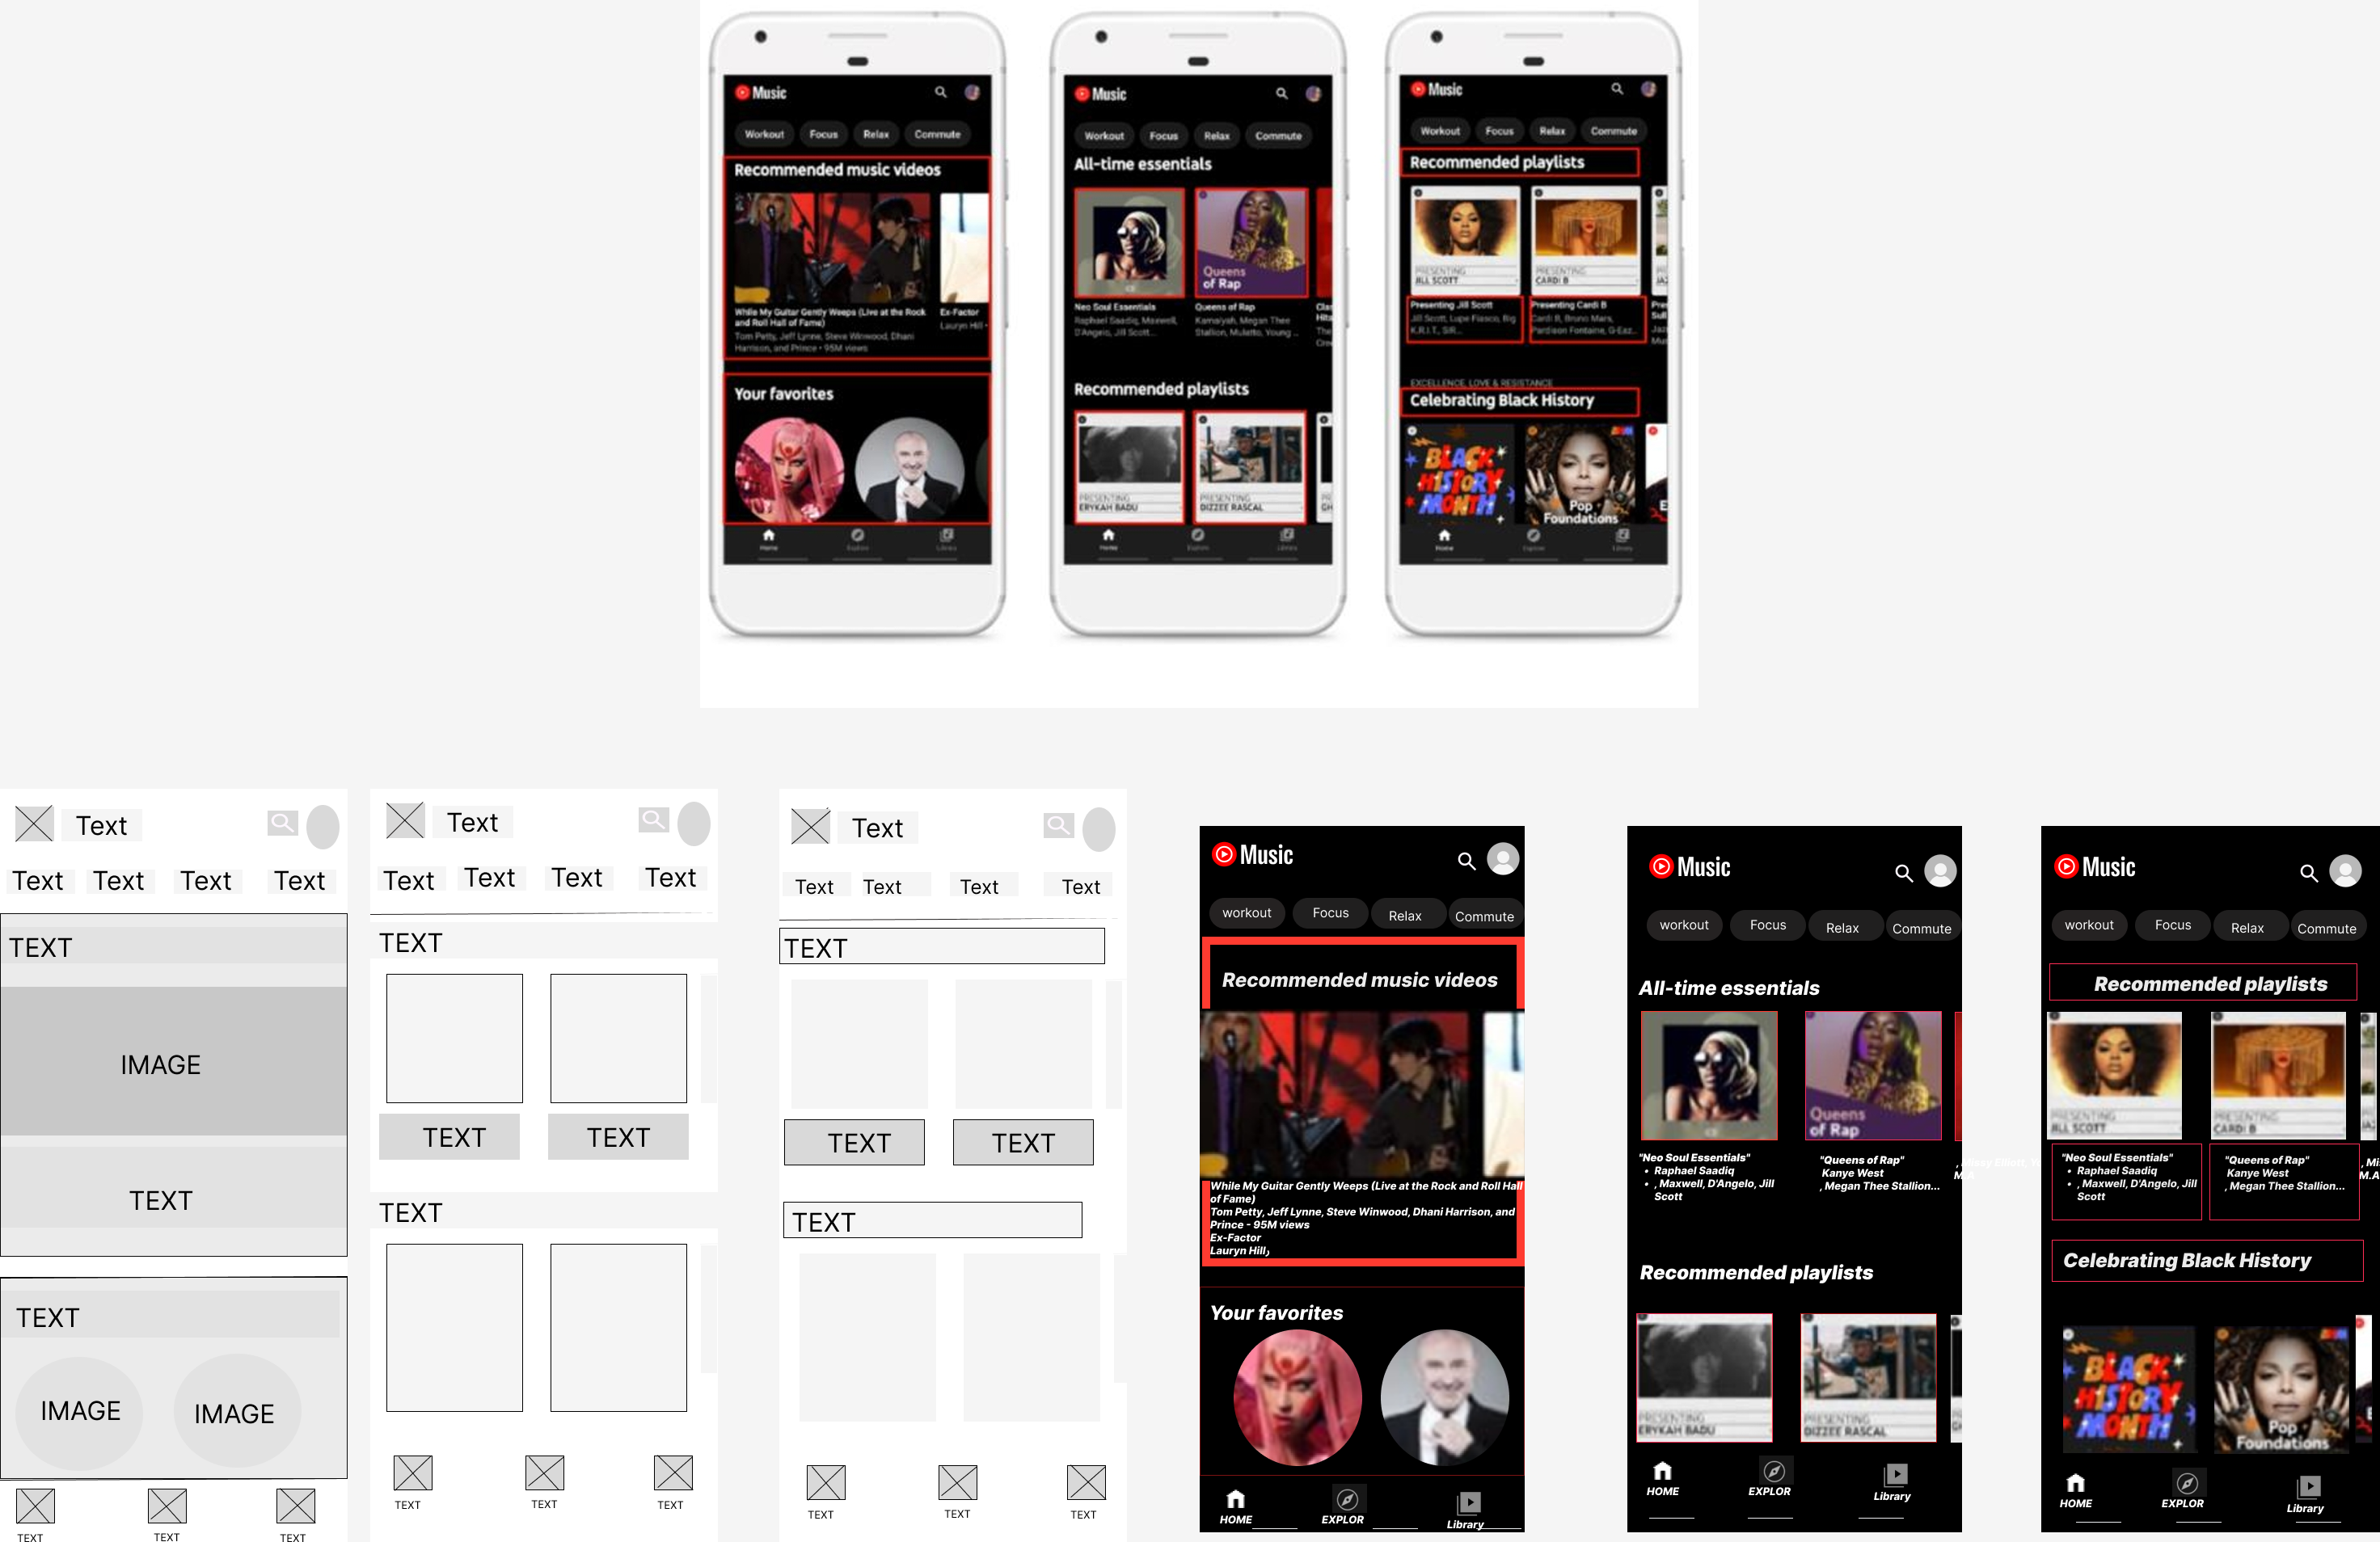 Music
Workout
Focus
Relax
Commute
Recommended music videos
While My Guitar Gently Weeps (Live at the Rock
and Roll Hall of Fame)
Tom Petty, Jeff Lynne, Steve Winwood, Dhani
Harrison, and Prince • 95M views
Ex-Factor
Lauryn Hill •
Your favorites
Home
Explore
Library
Music
Workout
Focus
Relax
Commute
All-time essentials
Queens
of Rap
Neo Soul Essentials
Raphael Saadiq, Maxwell,
D'Angelo, Jill Scott...
Queens of Rap
Kamaiyah, Megan Thee
Stallion, Mulatto, Young ...
Recommended playlists
PRESENTING
ERYKAH BADU
PRESENTING
DIZZEE RASCAL
Home
Explore
Library
Music
Workout
Focus
Relax
Commute
Recommended playlists
PRESENTING
JILL SCOTT
PRESENTING
CARDI B
Presenting Jill Scott
Jill Scott, Lupe Fiasco, Big
K.R.I.T., SiR...
Presenting Cardi B
Cardi B, Bruno Mars,
Pardison Fontaine, G-Eaz...
EXCELLENCE, LOVE & RESISTANCE
Celebrating Black History
BLACK
HISTORY
MONTH
Pop
Foundations
Home
Explore
Library
Text
Text
Text
Text
Text
TEXT
IMAGE
TEXT
TEXT
IMAGE
IMAGE
TEXT
TEXT
TEXT
Text
Text
Text
Text
Text
TEXT
TEXT
TEXT
TEXT
TEXT
TEXT
TEXT
Text
Text
Text
Text
Text
TEXT
TEXT
TEXT
TEXT
TEXT
TEXT
TEXT
Music
workout
Focus
Relax
Commute
Recommended music videos
While My Guitar Gently Weeps (Live at the Rock and Roll Hall
of Fame)
Tom Petty, Jeff Lynne, Steve Winwood, Dhani Harrison, and
Prince - 95M views
Ex-Factor
Lauryn Hill,
Your favorites
HOME
EXPLOR
Library
Music
workout
Focus
Relax
Commute
All-time essentials
Queens
of Rap
"Neo Soul Essentials"
• Raphael Saadiq
• , Maxwell, D'Angelo, Jill
Scott
"Queens of Rap"
Kanye West
, Megan Thee Stallion...
Recommended playlists
PRESENTING
ERYKAH BADU
PRESENTING
DIZZEE RASCAL
HOME
EXPLOR
Library
Music
workout
Focus
Relax
Commute
Recommended playlists
PRESENTING
JILL SCOTT
PRESENTING
CARDI B
"Neo Soul Essentials"
• Raphael Saadiq
• , Maxwell, D'Angelo, Jill
Scott
"Queens of Rap"
Kanye West
, Megan Thee Stallion...
Celebrating Black History
BLACK
HISTORY
MONTH
Pop
Foundations
HOME
EXPLOR
Library